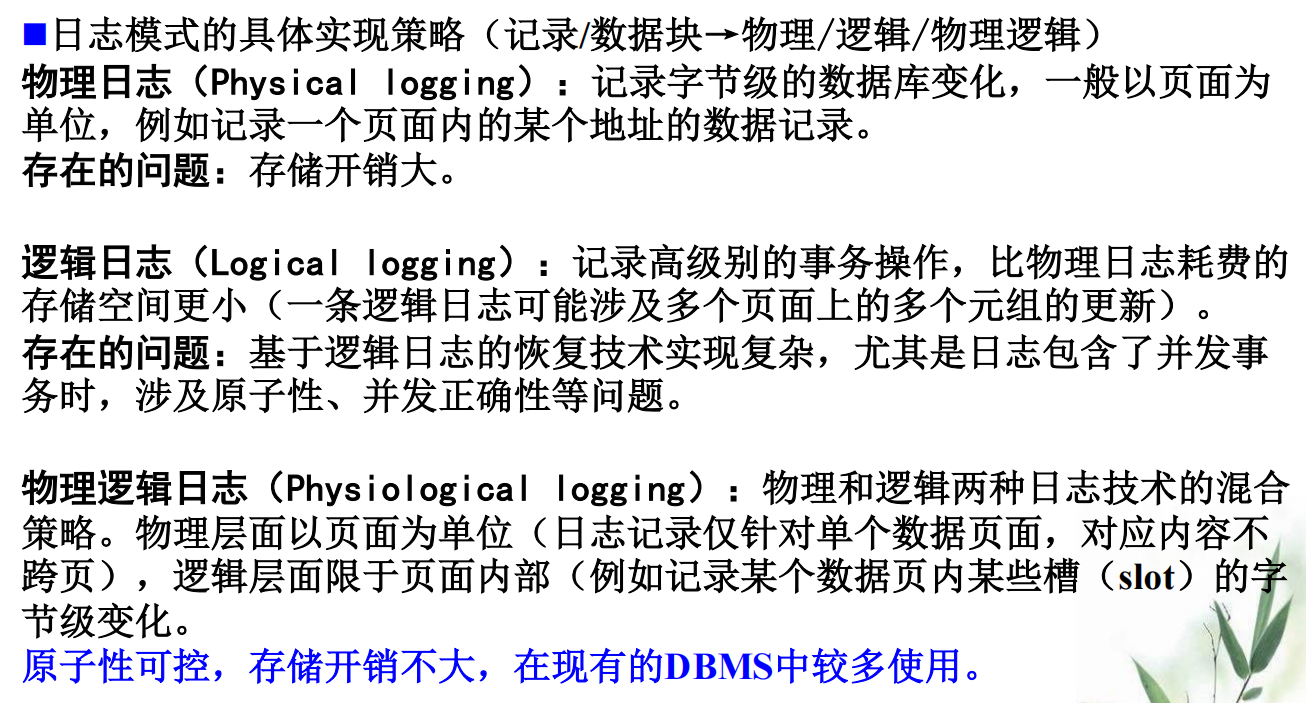 ■日志模式的具体实现策略（记录/数据块→物理/逻辑/物理逻辑）
物理日志（Physical logging）：记录字节级的数据库变化，一般以页面为
单位，例如记录一个页面内的某个地址的数据记录。
存在的问题：存储开销大。
逻辑日志（Logical logging）：记录高级别的事务操作，比物理日志耗费的
存储空间更小（一条逻辑日志可能涉及多个页面上的多个元组的更新）。
存在的问题：基于逻辑日志的恢复技术实现复杂，尤其是日志包含了并发事
务时，涉及原子性、并发正确性等问题。
物理逻辑日志（Physiological logging）：物理和逻辑两种日志技术的混合
策略。物理层面以页面为单位（日志记录仅针对单个数据页面，对应内容不
跨页），逻辑层面限于页面内部（例如记录某个数据页内某些槽（slot）的字
节级变化。
原子性可控，存储开销不大，在现有的DBMS中较多使用。